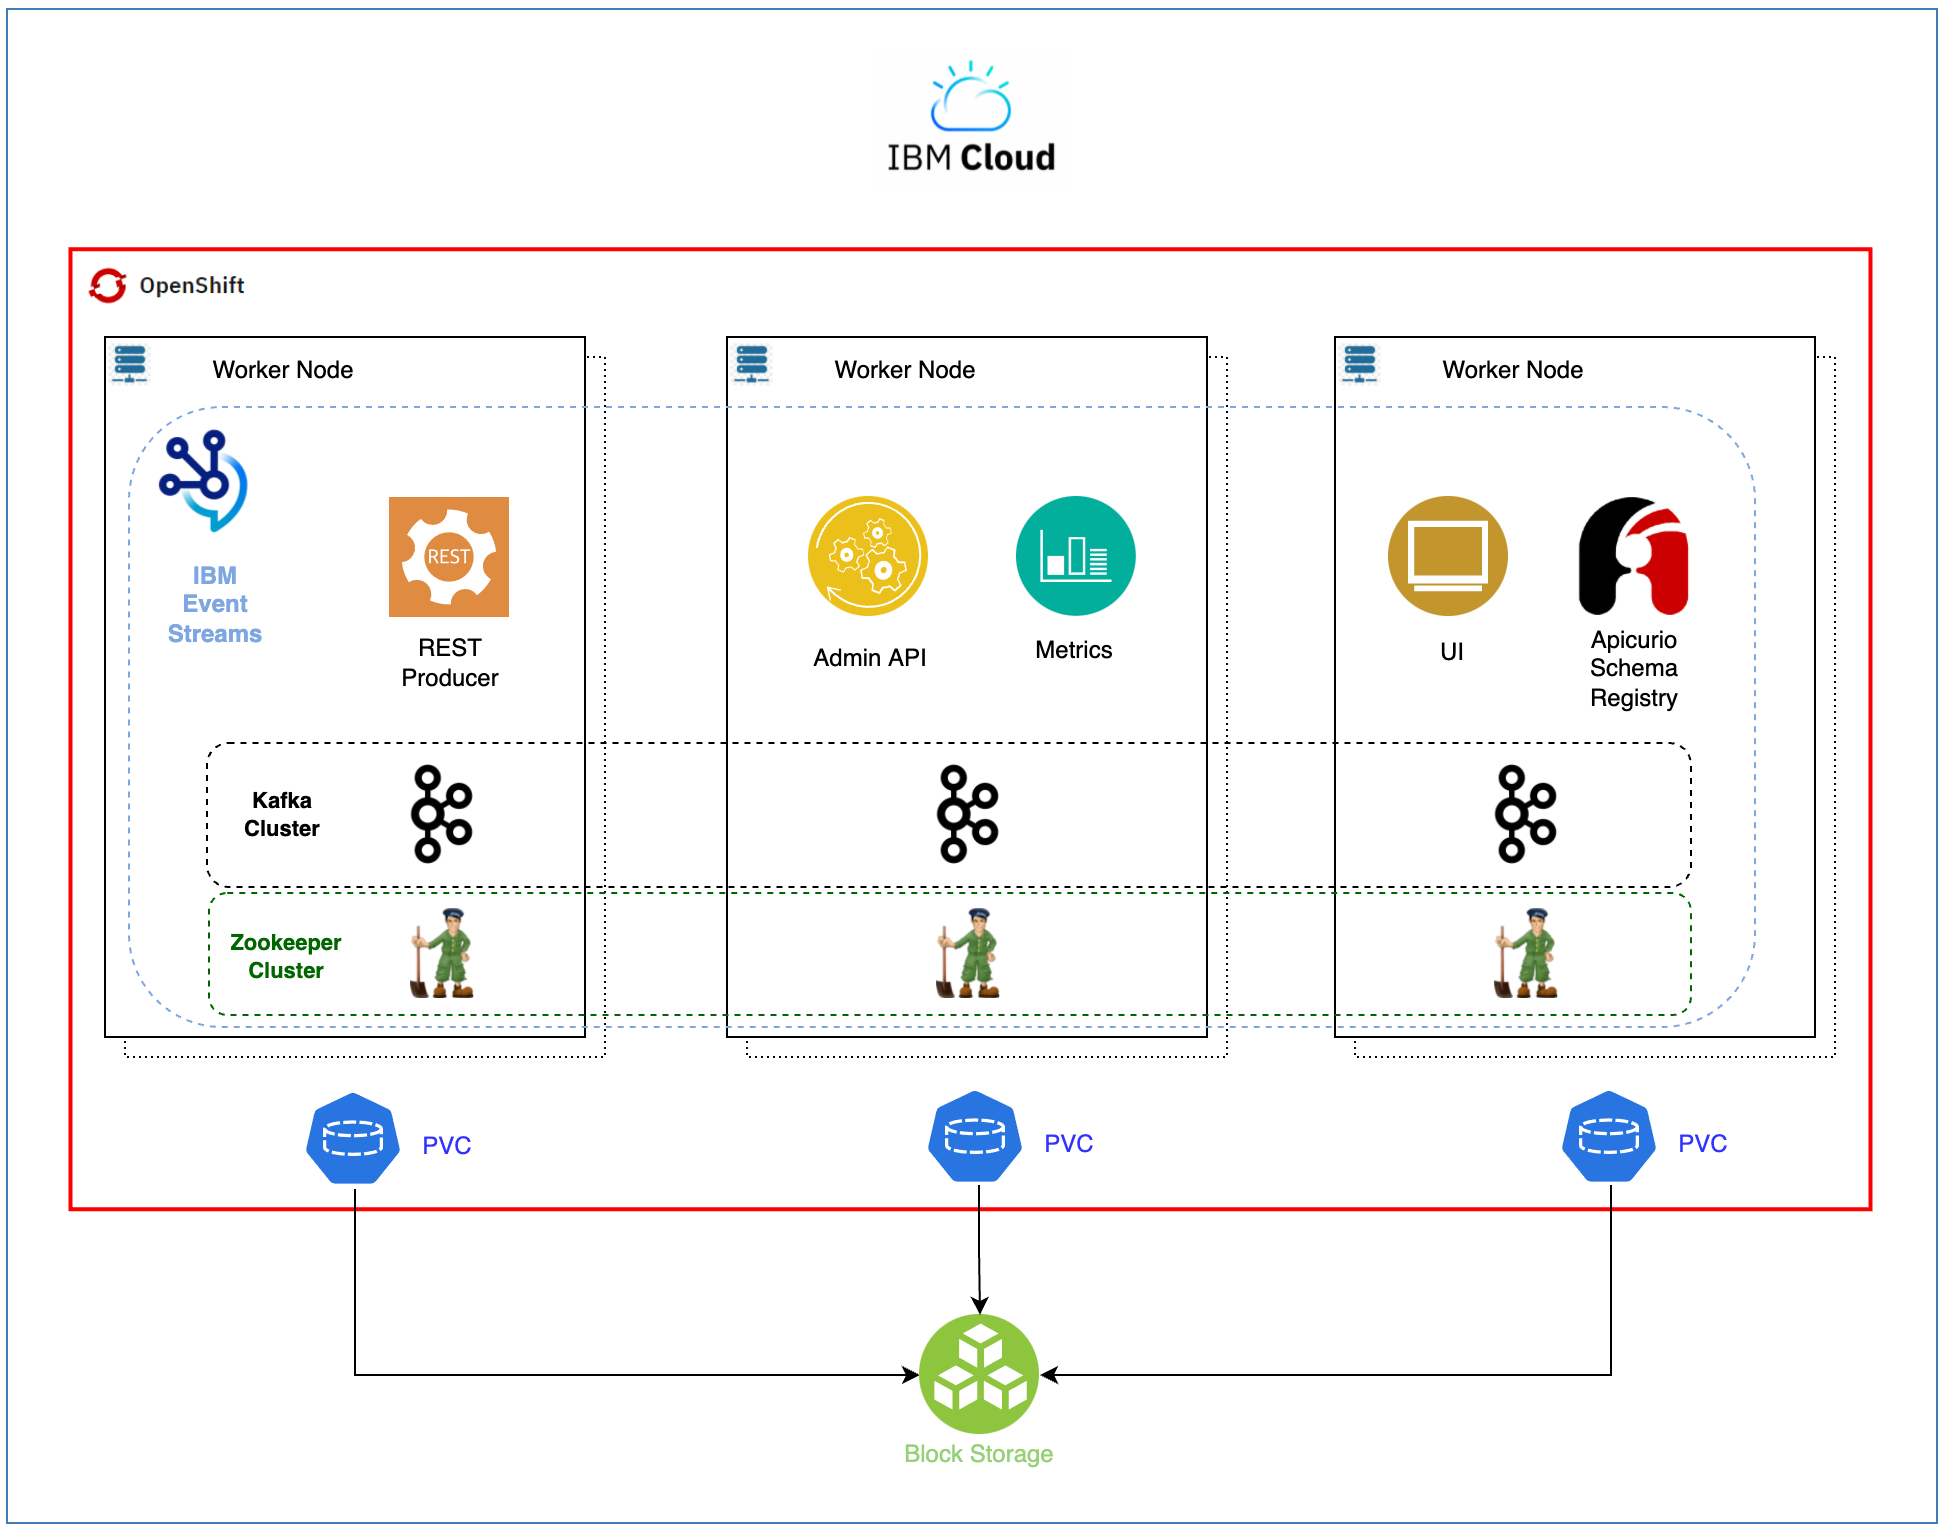 IBM Cloud
OpenShift
Worker Node
Worker Node
Worker Node
IBM
Event
Streams
REST
REST
Producer
Admin API
Metrics
UI
Apicurio
Schema
Registry
Kafka
Cluster
Zookeeper
Cluster
PVC
PVC
PVC
Block Storage